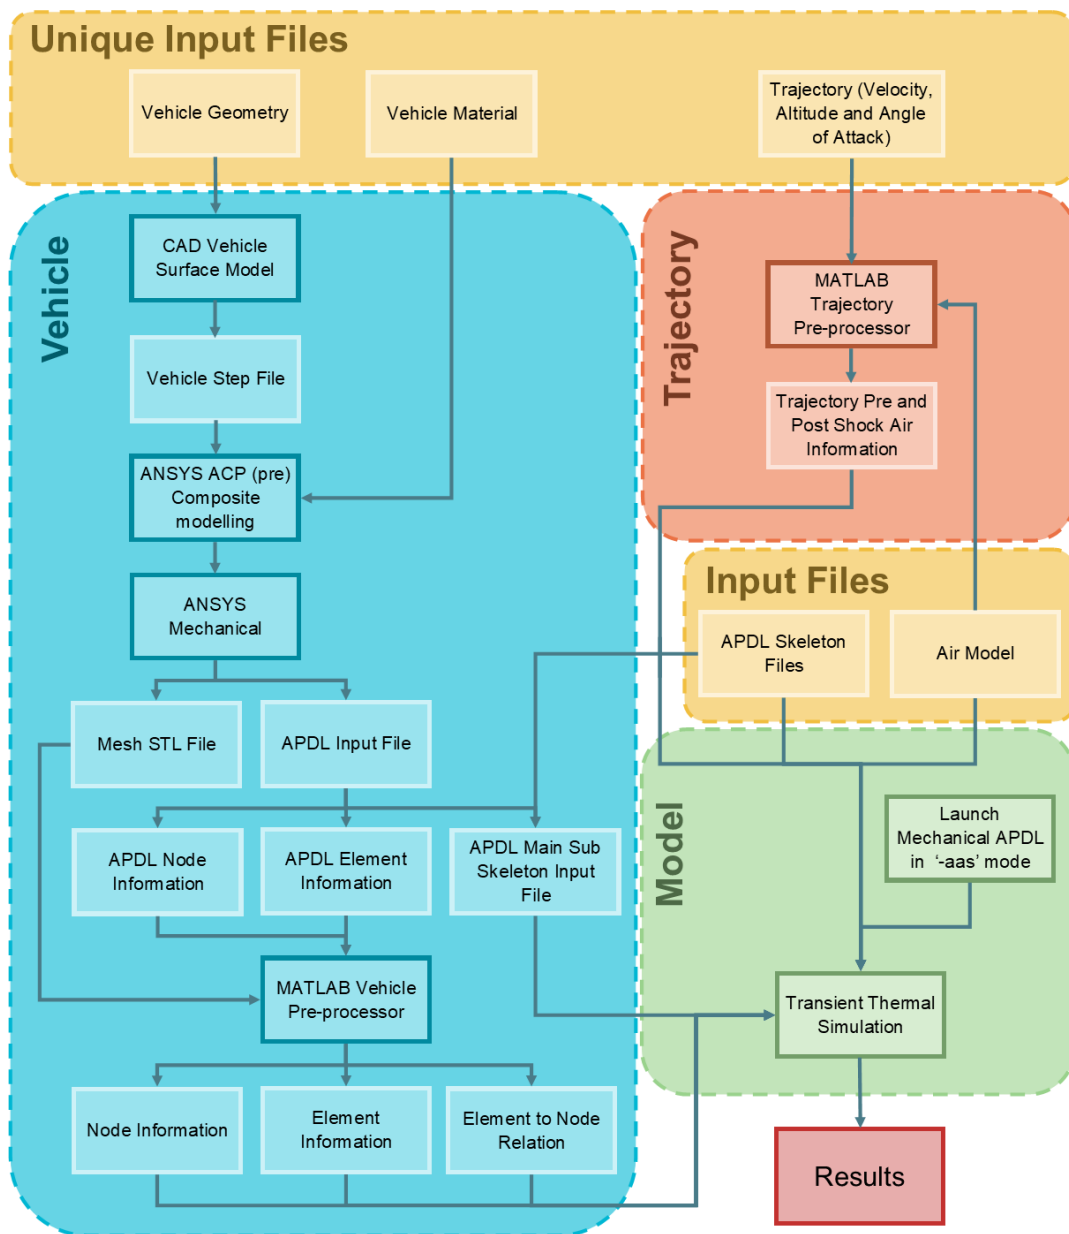 Unique Input Files
Vehicle Geometry
Vehicle Material
Trajectory (Velocity,
Altitude and Angle
of Attack)
Vehicle
CAD Vehicle
Surface Model
Vehicle Step File
ANSYS ACP (pre)
Composite
modelling
ANSYS
Mechanical
Mesh STL File
APDL Input File
APDL Node
Information
APDL Element
Information
APDL Main Sub
Skeleton Input
File
MATLAB Vehicle
Pre-processor
Node Information
Element
Information
Element to Node
Relation
Trajectory
MATLAB
Trajectory
Pre-processor
Trajectory Pre and
Post Shock Air
Information
Input Files
APDL Skeleton
Files
Air Model
Model
Launch
Mechanical APDL
in ‘-aas’ mode
Transient Thermal
Simulation
Results